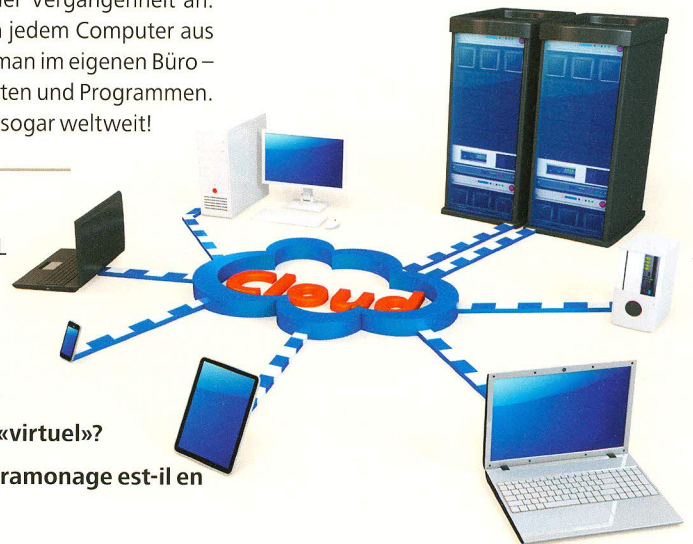 der Vergangenheit an.
jedem Computer aus
man im eigenen Büro –
ten und Programmen.
sogar weltweit!
Cloud
«virtuel»?
ramonage est-il en